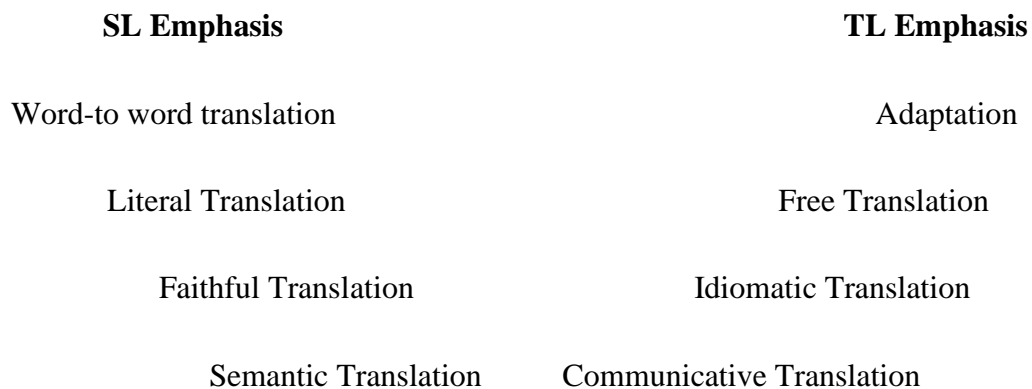 SL Emphasis TL Emphasis
Word-to word translation Adaptation
Literal Translation Free Translation
Faithful Translation Idiomatic Translation
Semantic Translation Communicative Translation